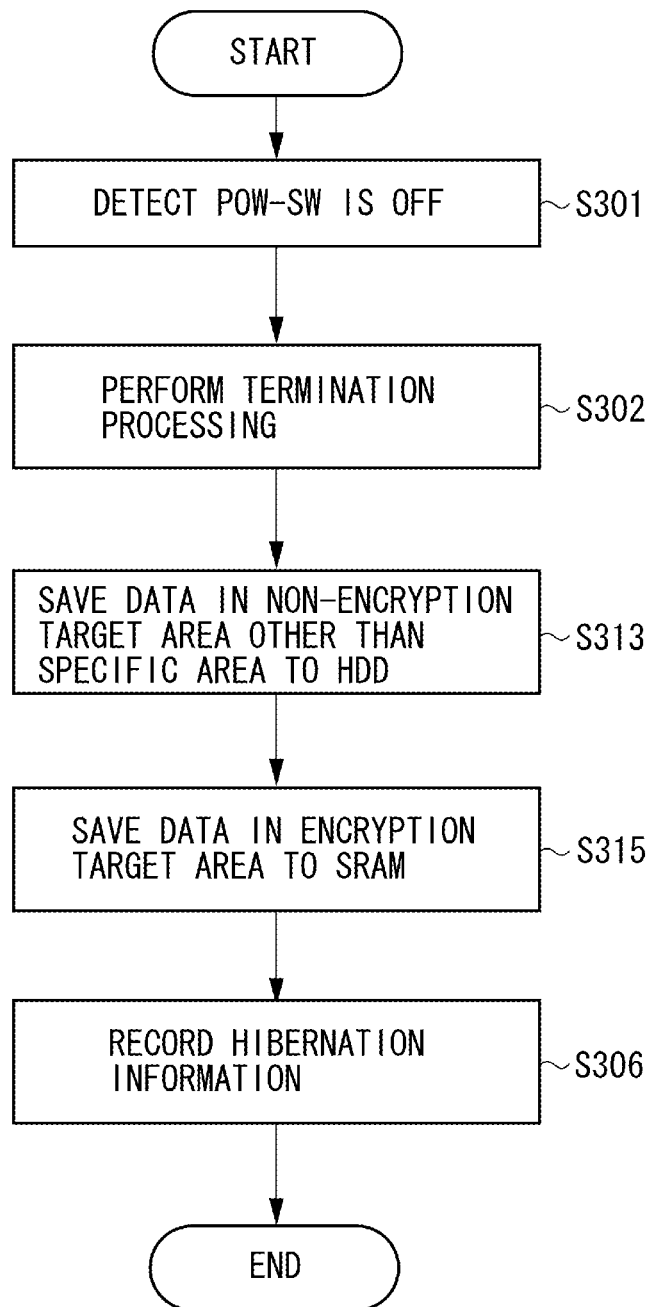 START
DETECT POW-SW IS OFF
S301
PERFORM TERMINATION
PROCESSING
S302
SAVE DATA IN NON-ENCRYPTION
TARGET AREA OTHER THAN
SPECIFIC AREA TO HDD
S313
SAVE DATA IN ENCRYPTION
TARGET AREA TO SRAM
S315
RECORD HIBERNATION
INFORMATION
S306
END